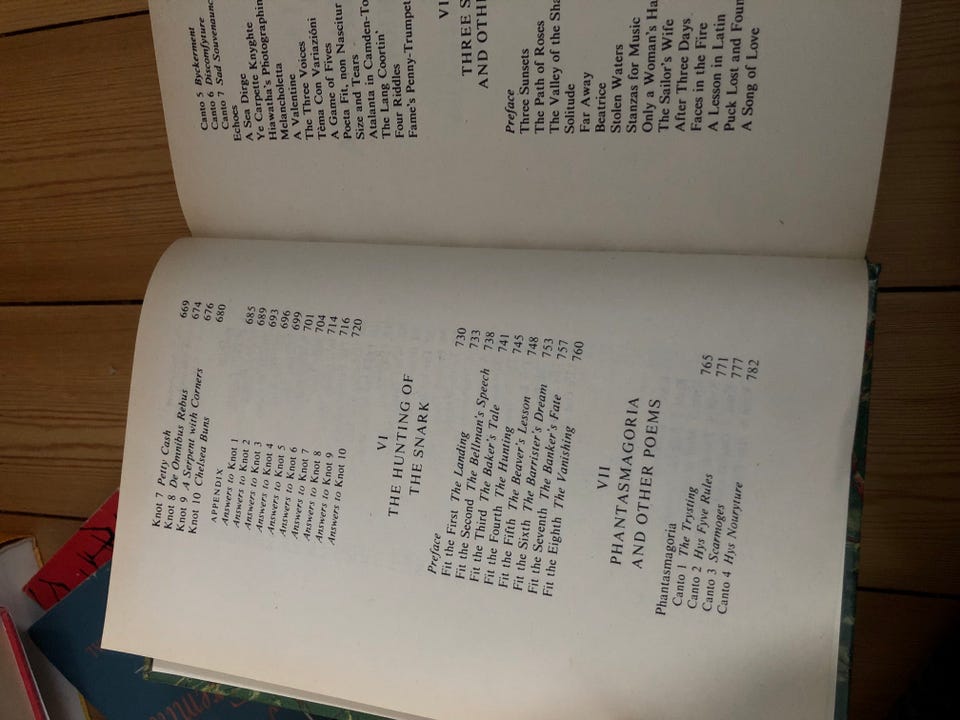 Knot 7 Petty Cash 669
Knot 8 De Omnibus Rebus 674
Knot 9 A Serpent with Corners 676
Knot 10 Chelsea Buns 680
APPENDIX
Answers to Knot 1 685
Answers to Knot 2 689
Answers to Knot 3 693
Answers to Knot 4 696
Answers to Knot 5 699
Answers to Knot 6 701
Answers to Knot 7 704
Answers to Knot 8 714
Answers to Knot 9 716
Answers to Knot 10 720
VI
THE HUNTING OF
THE SNARK
Preface 730
Fit the First The Landing 733
Fit the Second The Bellman's Speech 738
Fit the Third The Baker's Tale 741
Fit the Fourth The Hunting 745
Fit the Fifth The Beaver's Lesson 748
Fit the Sixth The Barrister's Dream 753
Fit the Seventh The Banker's Fate 757
Fit the Eighth The Vanishing 760
VII
PHANTASMAGORIA
AND OTHER POEMS
Phantasmagoria
Canto 1 The Trysting 765
Canto 2 Hys Fyve Rules 771
Canto 3 Scarmoges 777
Canto 4 Hys Nouryture 782
Canto 5 Byckerment
Canto 6 Discomfyture
Canto 7 Sad Souvenaunc
Echoes
A Sea Dirge
Ye Carpette Knyghte
Hiawatha's Photographin
Melancholetta
A Valentine
The Three Voices
Tèma Con Variazióni
A Game of Fives
Poeta Fit, non Nascitur
Size and Tears
Atalanta in Camden-To
The Lang Coortin'
Four Riddles
Fame's Penny-Trumpet
VI
THREE S
AND OTHER
Preface
Three Sunsets
The Path of Roses
The Valley of the Sha
Solitude
Far Away
Beatrice
Stolen Waters
Stanzas for Music
Only a Woman's Ha
The Sailor's Wife
After Three Days
Faces in the Fire
A Lesson in Latin
Puck Lost and Foun
A Song of Love